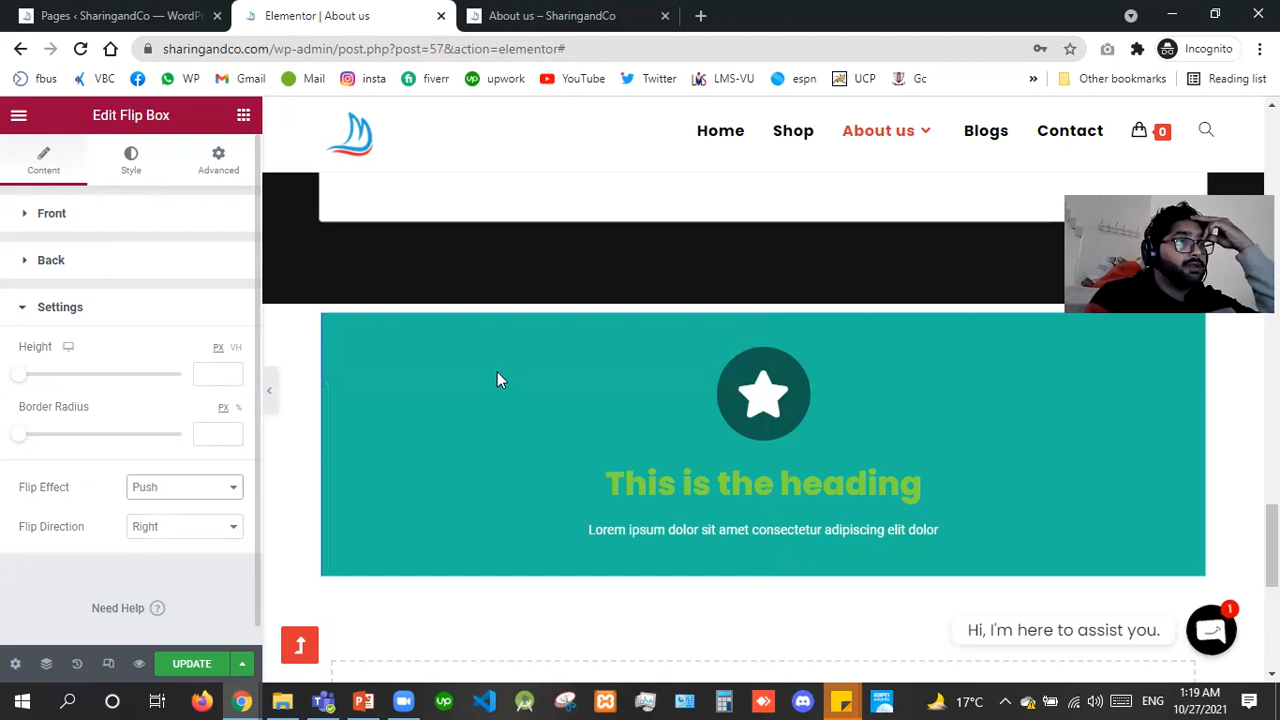 Pages ‹ SharingandCo — WordP
Elementor | About us
About us – SharingandCo
sharingandco.com/wp-admin/post.php?post=57&action=elementor#
Incognito
fbus
VBC
WP
Gmail
Mail
insta
fiverr
upwork
YouTube
Twitter
LMS-VU
espn
UCP
Gc
»
Other bookmarks
Reading list
Edit Flip Box
Content
Style
Advanced
Front
Back
Settings
Height
PX VH
Border Radius
PX %
Flip Effect
Push
Flip Direction
Right
Need Help ?
UPDATE
Home
Shop
About us
Blogs
Contact
0
This is the heading
Lorem ipsum dolor sit amet consectetur adipiscing elit dolor
Hi, I'm here to assist you.
1
17°C
ENG
1:19 AM
10/27/2021